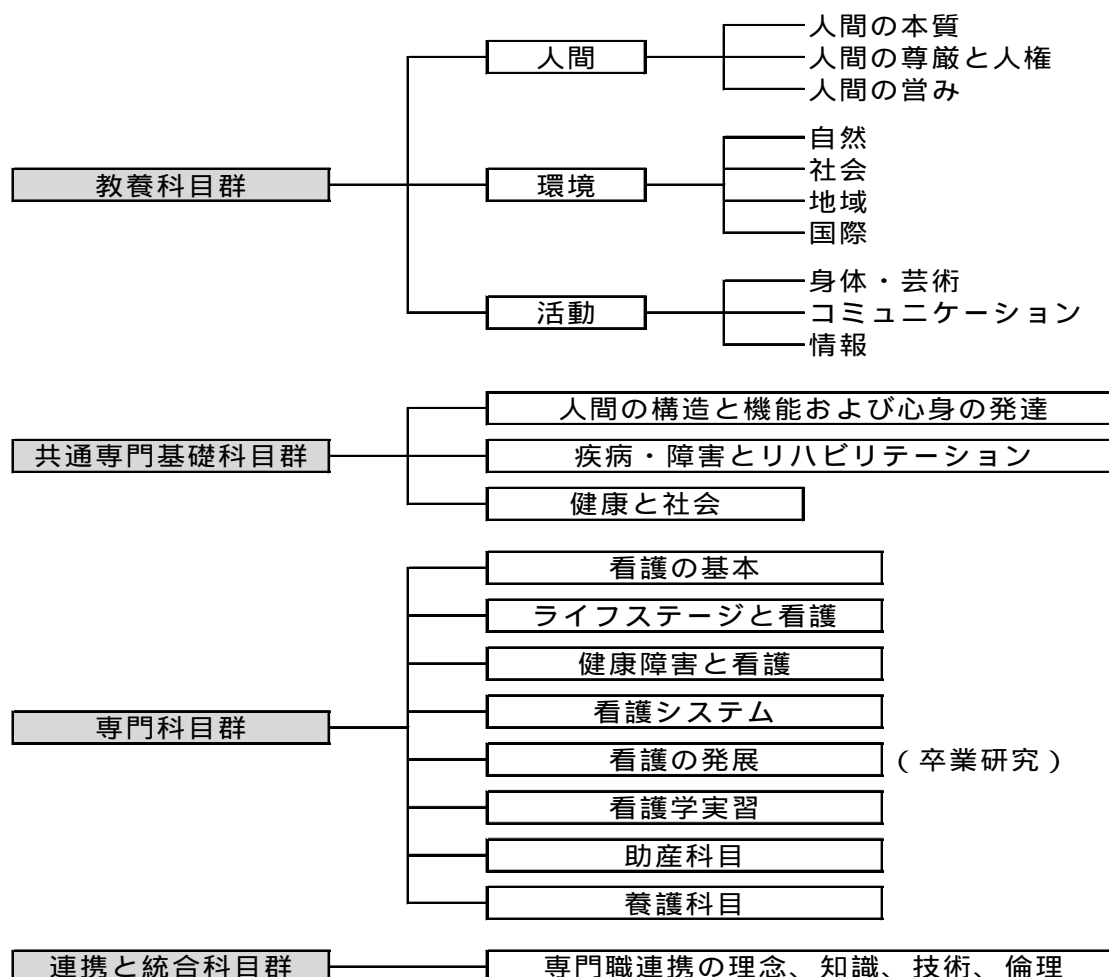 人間
人間の本質
人間の尊厳と人権
人間の営み
教養科目群
環境
自然
社会
地域
国際
活動
身体・芸術
コミュニケーション
情報
共通専門基礎科目群
人間の構造と機能および心身の発達
疾病・障害とリハビリテーション
健康と社会
専門科目群
看護の基本
ライフステージと看護
健康障害と看護
看護システム
看護の発展
(卒業研究)
看護学実習
助産科目
養護科目
連携と統合科目群
専門職連携の理念、知識、技術、倫理